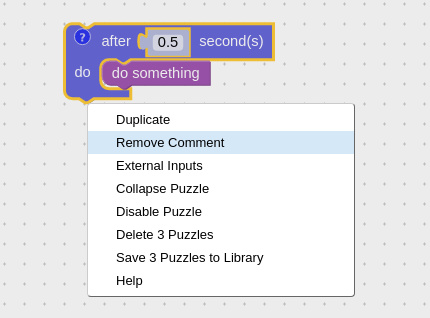 ? after 0.5 second(s)
do do something
Duplicate
Remove Comment
External Inputs
Collapse Puzzle
Disable Puzzle
Delete 3 Puzzles
Save 3 Puzzles to Library
Help